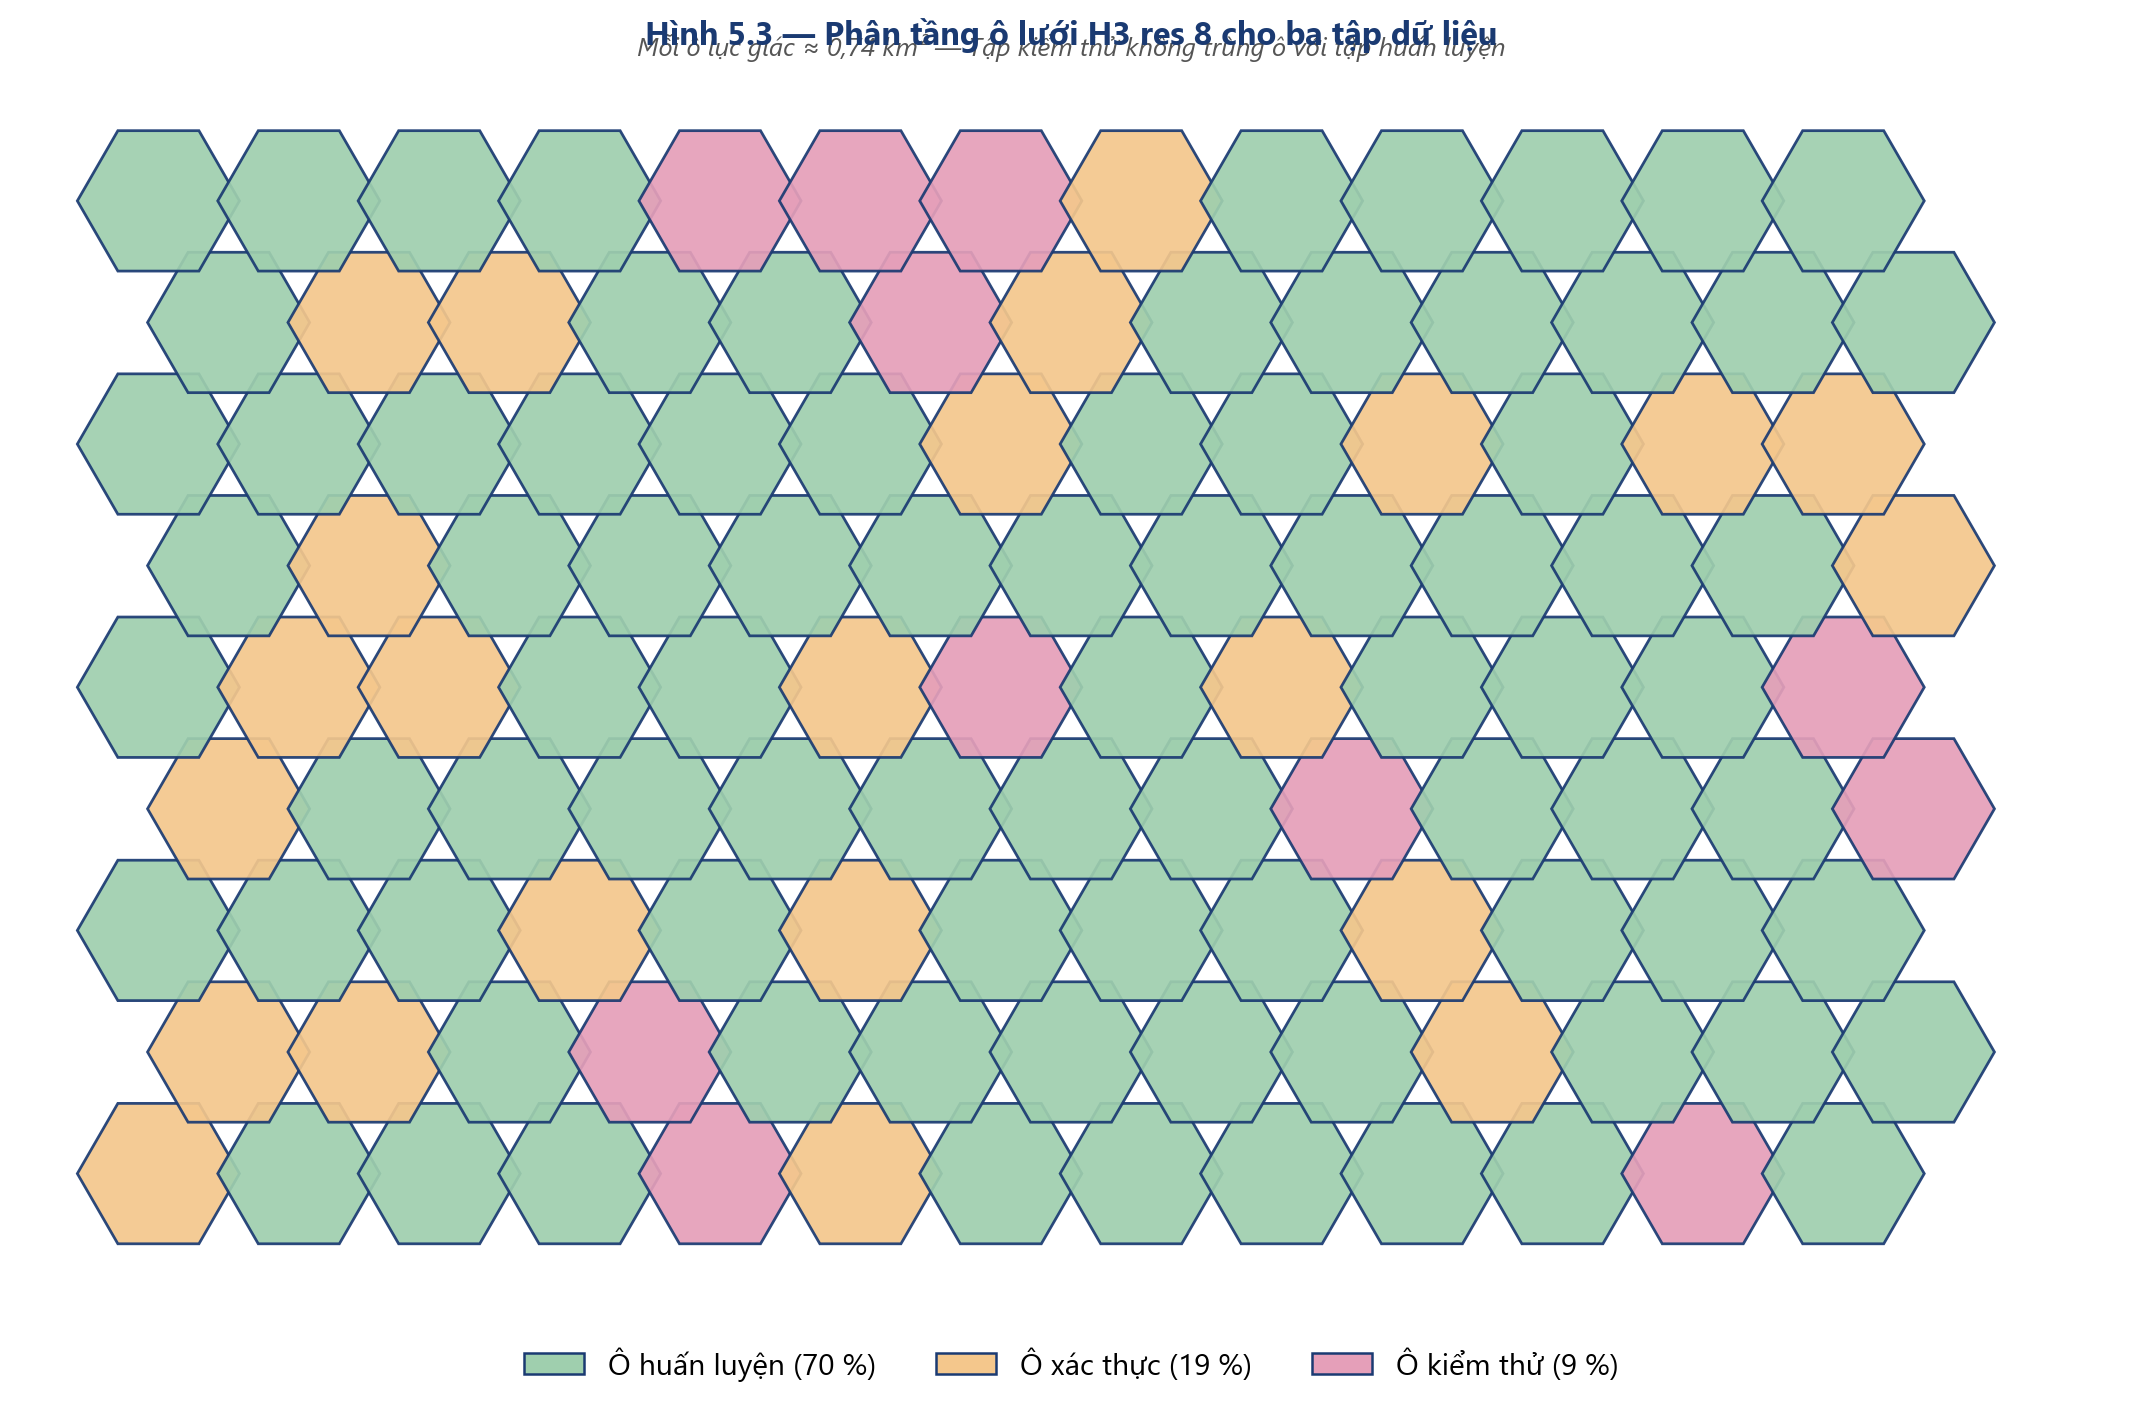 Hình 5.3 — Phân tầng ô lưới H3 res 8 cho ba tập dữ liệu
Mỗi ô lục giác ≈ 0,74 km² — Tập kiểm thử không trùng ô với tập huấn luyện
Ô huấn luyện (70 %)
Ô xác thực (19 %)
Ô kiểm thử (9 %)